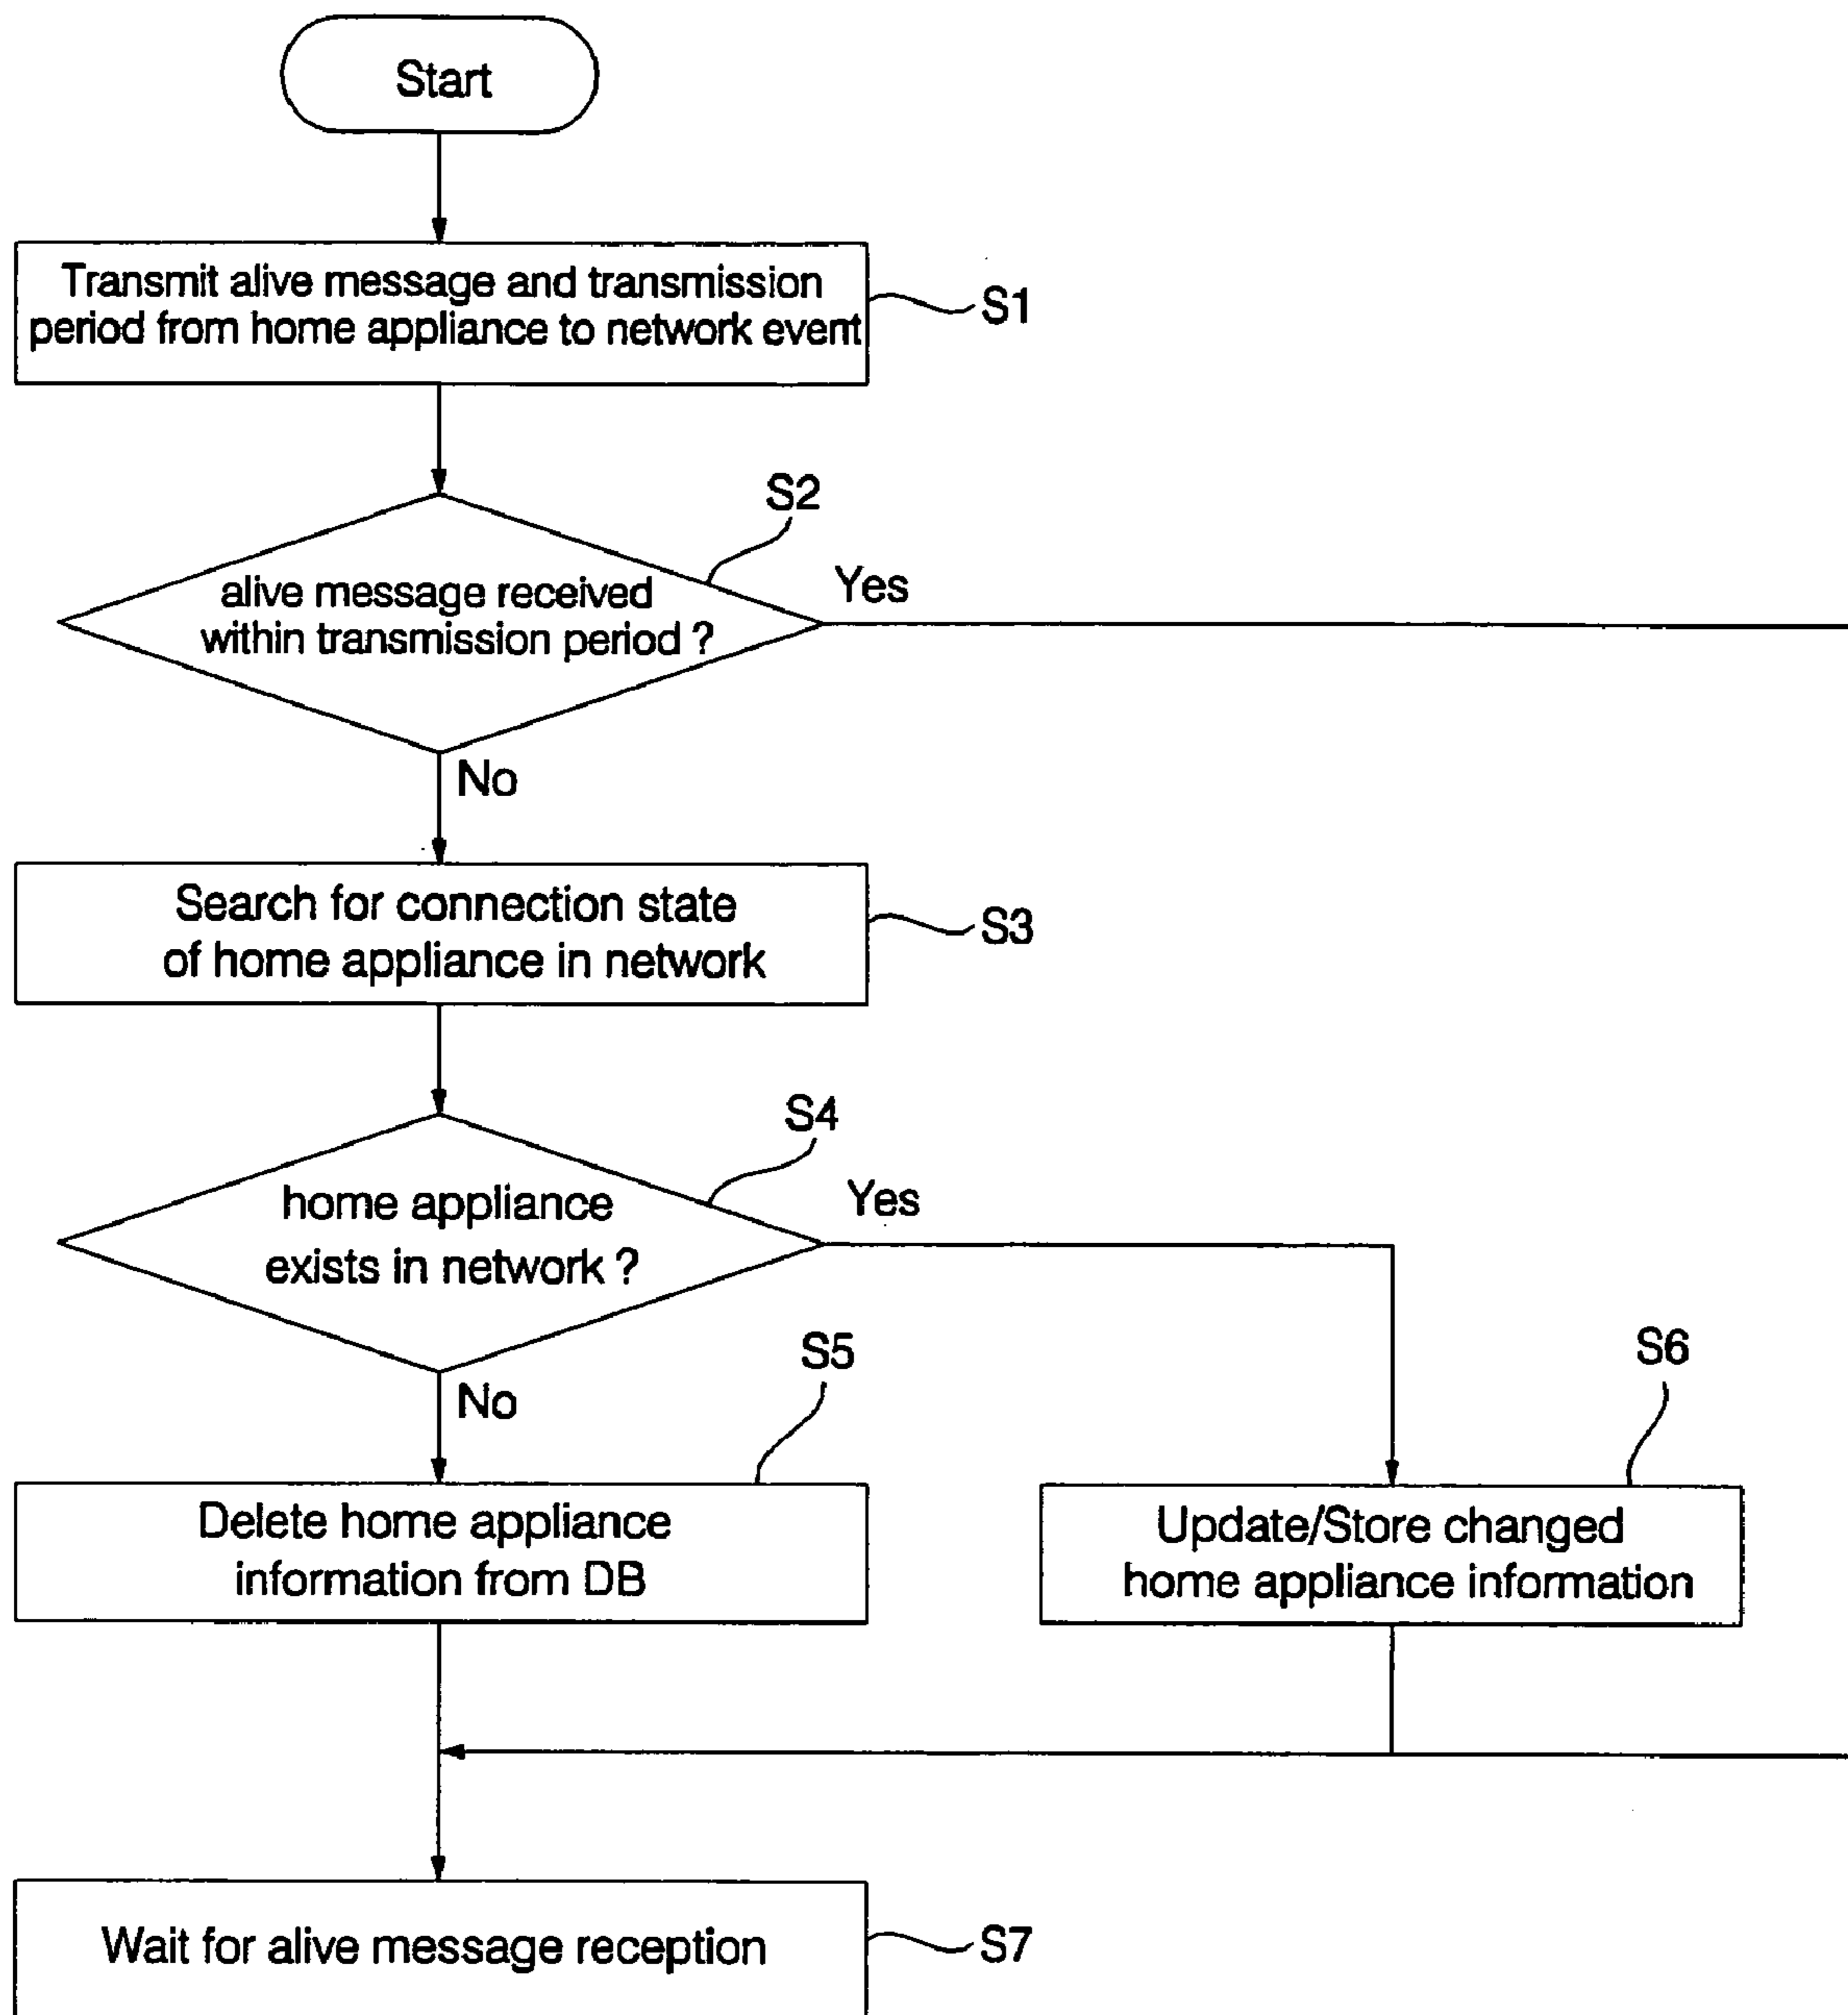 Start
Transmit alive message and transmission
period from home appliance to network event
S1
S2
alive message received
within transmission period ?
Yes
No
Search for connection state
of home appliance in network
S3
S4
home appliance
exists in network ?
Yes
No
S5
S6
Delete home appliance
information from DB
Update/Store changed
home appliance information
Wait for alive message reception
S7